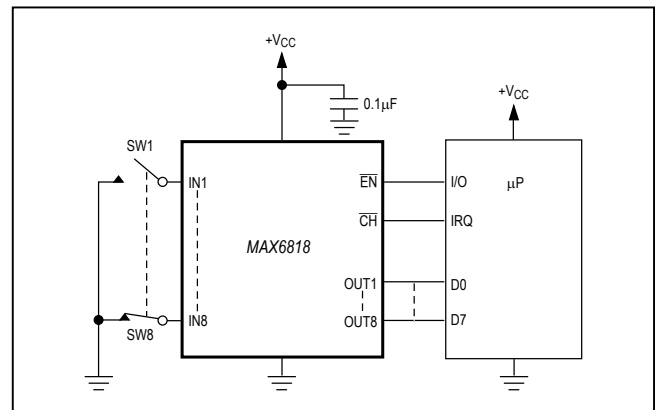 +VCC
0.1µF
+VCC
SW1
IN1
EN
I/O
µP
CH
IRQ
MAX6818
OUT1
D0
IN8
OUT8
D7
SW8